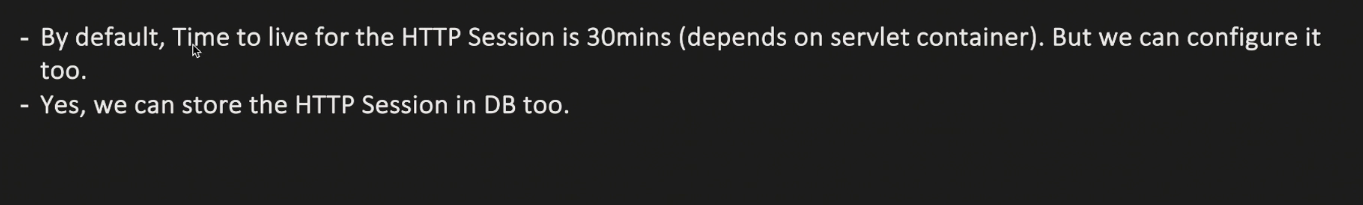 - By default, Time to live for the HTTP Session is 30mins (depends on servlet container). But we can configure it
too.
- Yes, we can store the HTTP Session in DB too.